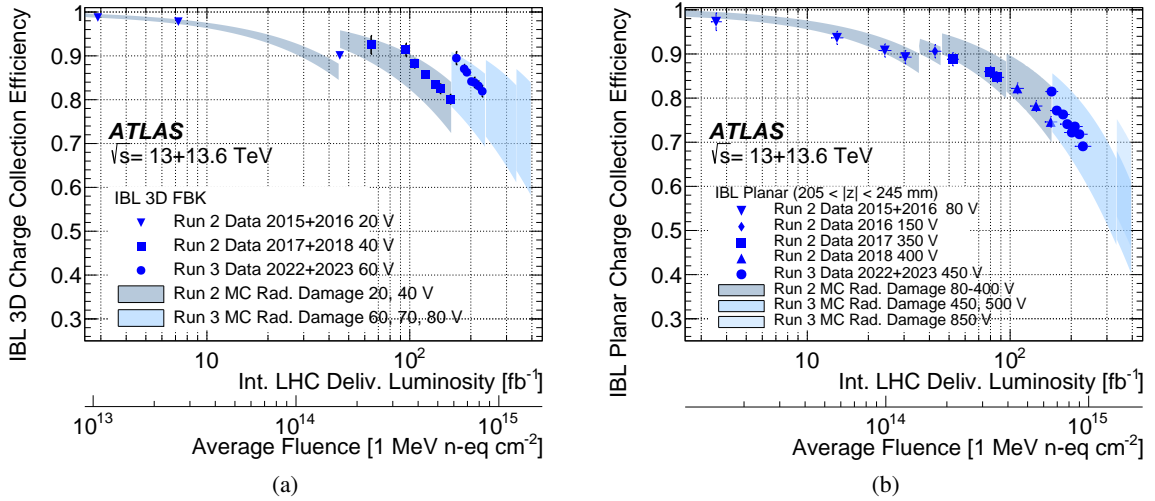 IBL 3D Charge Collection Efficiency
1
0.9
0.8
0.7
0.6
0.5
0.4
0.3
ATLAS
√s= 13+13.6 TeV
IBL 3D FBK
Run 2 Data 2015+2016 20 V
Run 2 Data 2017+2018 40 V
Run 3 Data 2022+2023 60 V
Run 2 MC Rad. Damage 20, 40 V
Run 3 MC Rad. Damage 60, 70, 80 V
10
10²
Int. LHC Deliv. Luminosity [fb⁻¹]
10¹³
10¹⁴
10¹⁵
Average Fluence [1 MeV n-eq cm⁻²]
(a)
IBL Planar Charge Collection Efficiency
1
0.9
0.8
0.7
0.6
0.5
0.4
0.3
ATLAS
√s= 13+13.6 TeV
IBL Planar (205 < |z| < 245 mm)
Run 2 Data 2015+2016 80 V
Run 2 Data 2016 150 V
Run 2 Data 2017 350 V
Run 2 Data 2018 400 V
Run 3 Data 2022+2023 450 V
Run 2 MC Rad. Damage 80-400 V
Run 3 MC Rad. Damage 450, 500 V
Run 3 MC Rad. Damage 850 V
10
10²
Int. LHC Deliv. Luminosity [fb⁻¹]
10¹⁴
10¹⁵
Average Fluence [1 MeV n-eq cm⁻²]
(b)